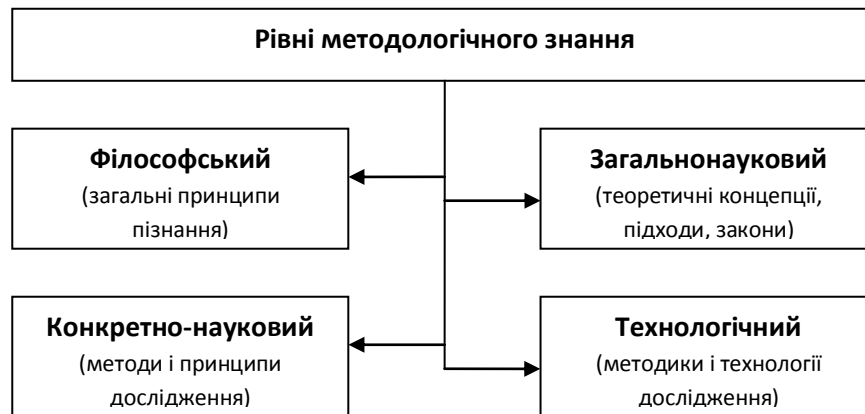 Рівні методологічного знання
Філософський
(загальні принципи
пізнання)
Загальнонауковий
(теоретичні концепції,
підходи, закони)
Конкретно-науковий
(методи і принципи
дослідження)
Технологічний
(методики і технології
дослідження)